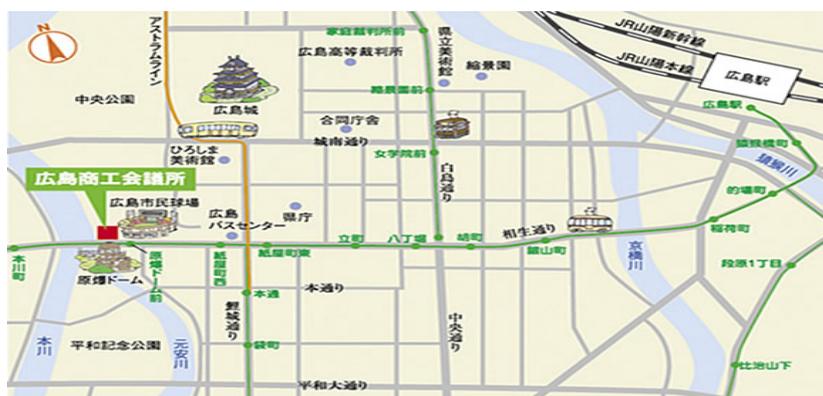 家庭裁判所前
広島高等裁判所
県立美術館
縮景園
JR山陽新幹線
JR山陽本線
広島駅
アストラムライン
中央公園
広島城
合同庁舎
縮景園前
広島駅
猿猴橋町
城南通り
ひろしま
美術館
女学院前
白島通り
猿猴川
広島商工会議所
的場町
広島市民球場
広島
バスセンター
県庁
相生通り
稲荷町
本川町
原爆ドーム
原爆ドーム前
紙屋町西
紙屋町東
立町
八丁堀
胡町
銀山町
京橋川
段原1丁目
本通
本通り
鯉城通り
中央通り
本川
平和記念公園
元安川
袋町
比治山下
平和大通り